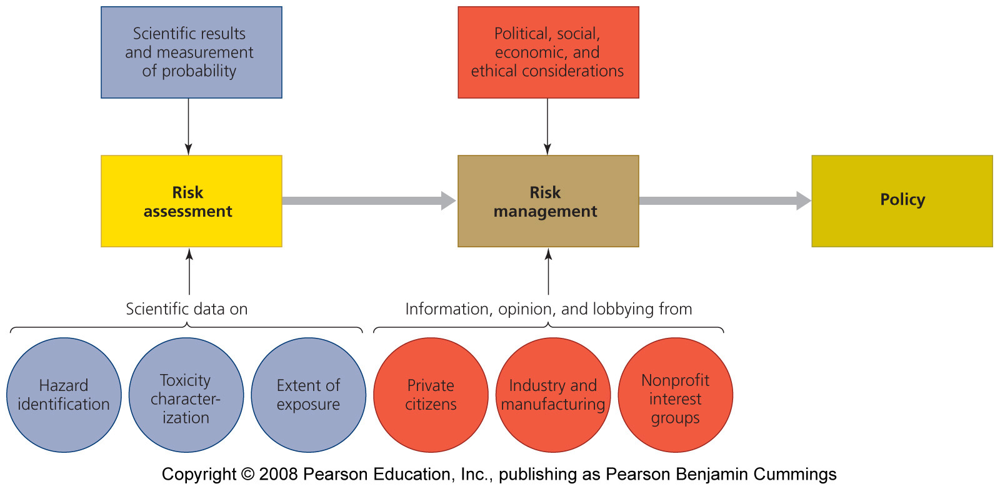 Scientific results
and measurement
of probability
Political, social,
economic, and
ethical considerations
Risk
assessment
Risk
management
Policy
Scientific data on
Information, opinion, and lobbying from
Hazard
identification
Toxicity
character-
ization
Extent of
exposure
Private
citizens
Industry and
manufacturing
Nonprofit
interest
groups
Copyright © 2008 Pearson Education, Inc., publishing as Pearson Benjamin Cummings